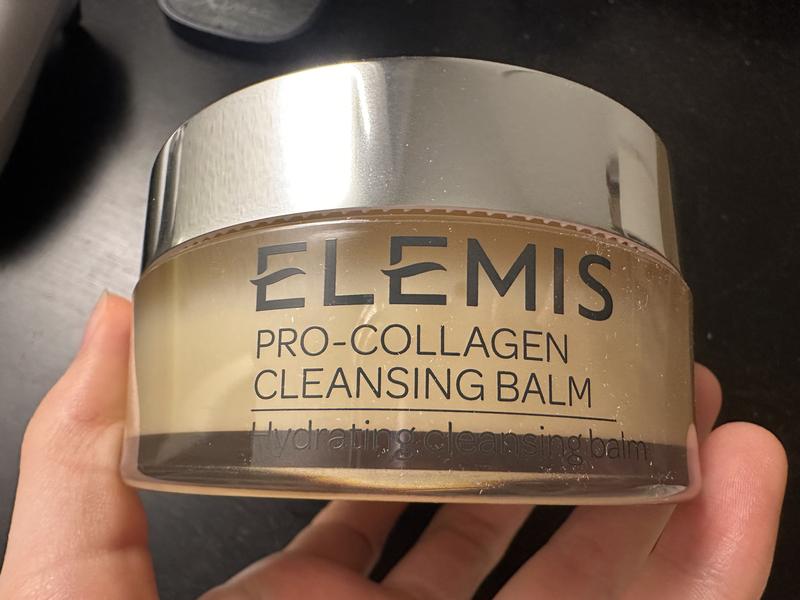 ELEMIS
PRO-COLLAGEN
CLEANSING BALM
Hydrating cleansing balm